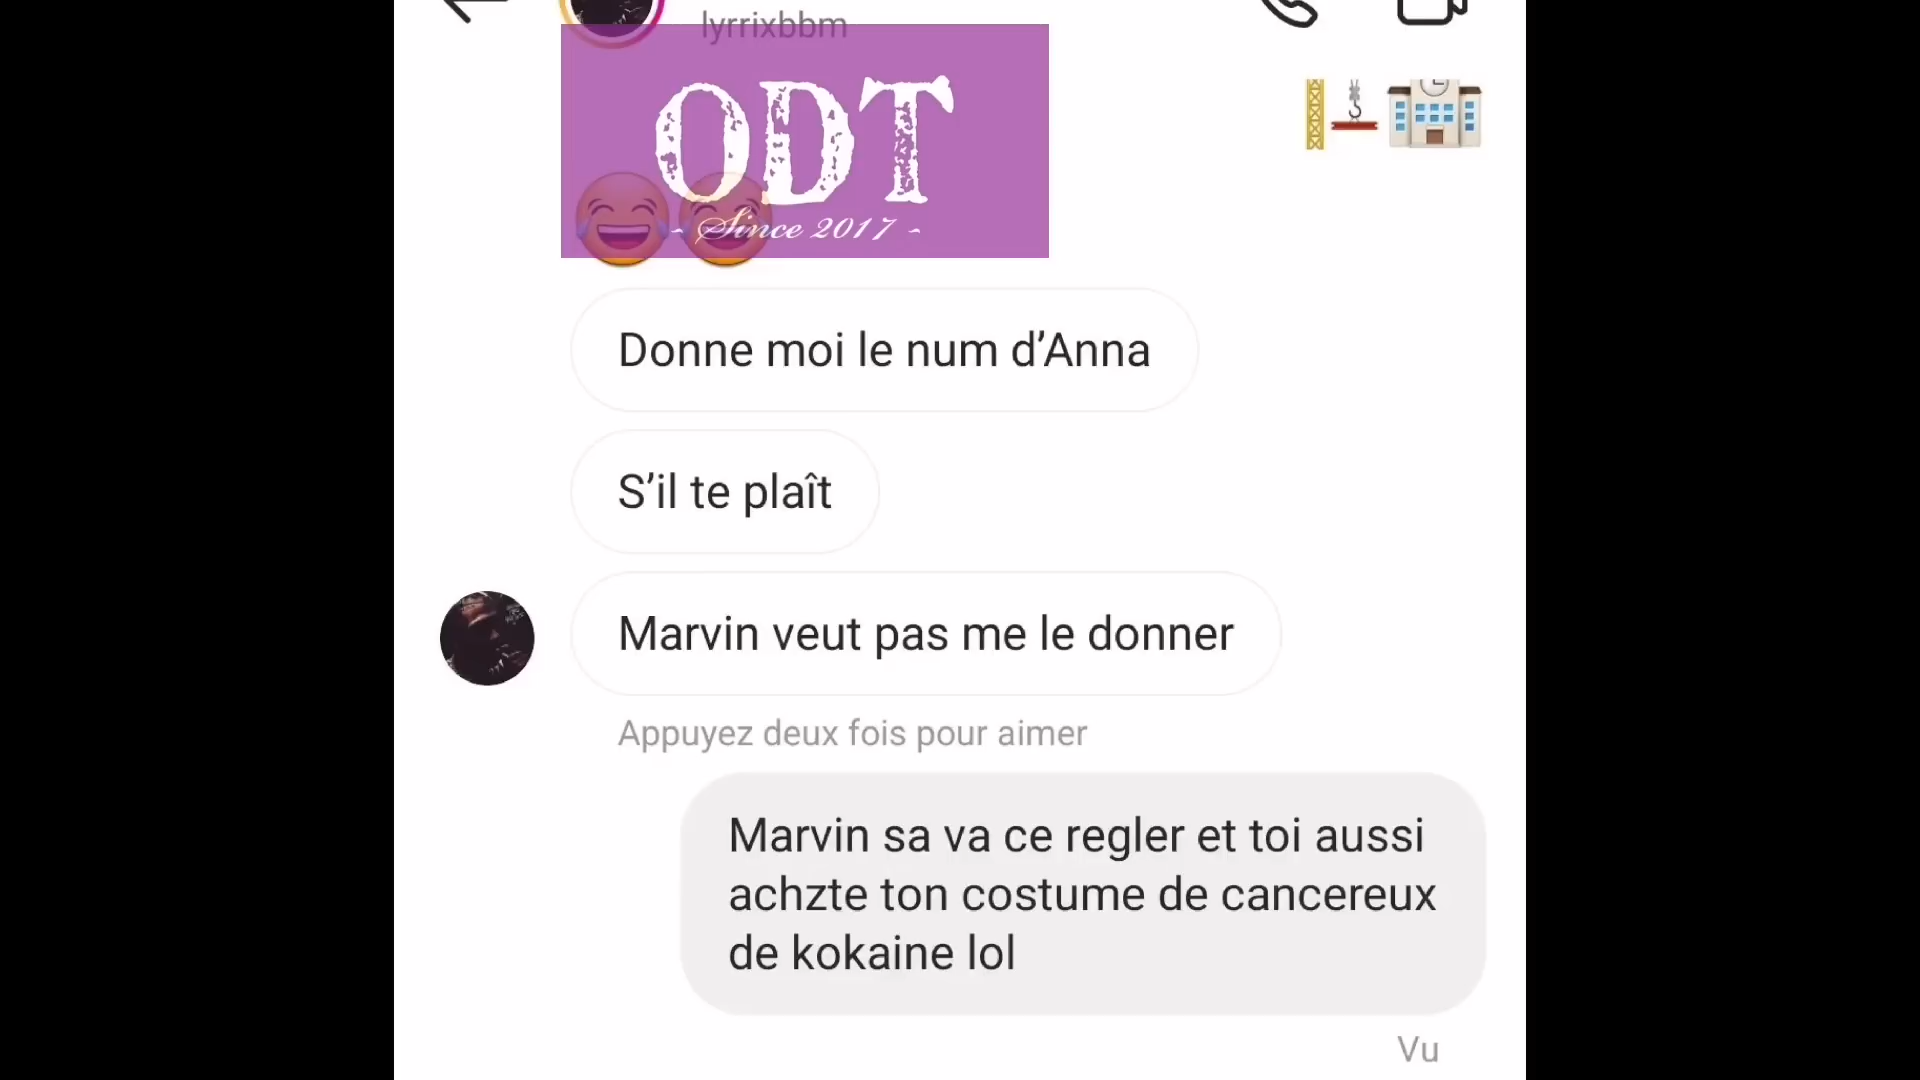 lyrrixbbm
ODT
- Since 2017 -
Donne moi le num d’Anna
S’il te plaît
Marvin veut pas me le donner
Appuyez deux fois pour aimer
Marvin sa va ce regler et toi aussi
achzte ton costume de cancereux
de kokaine lol
Vu